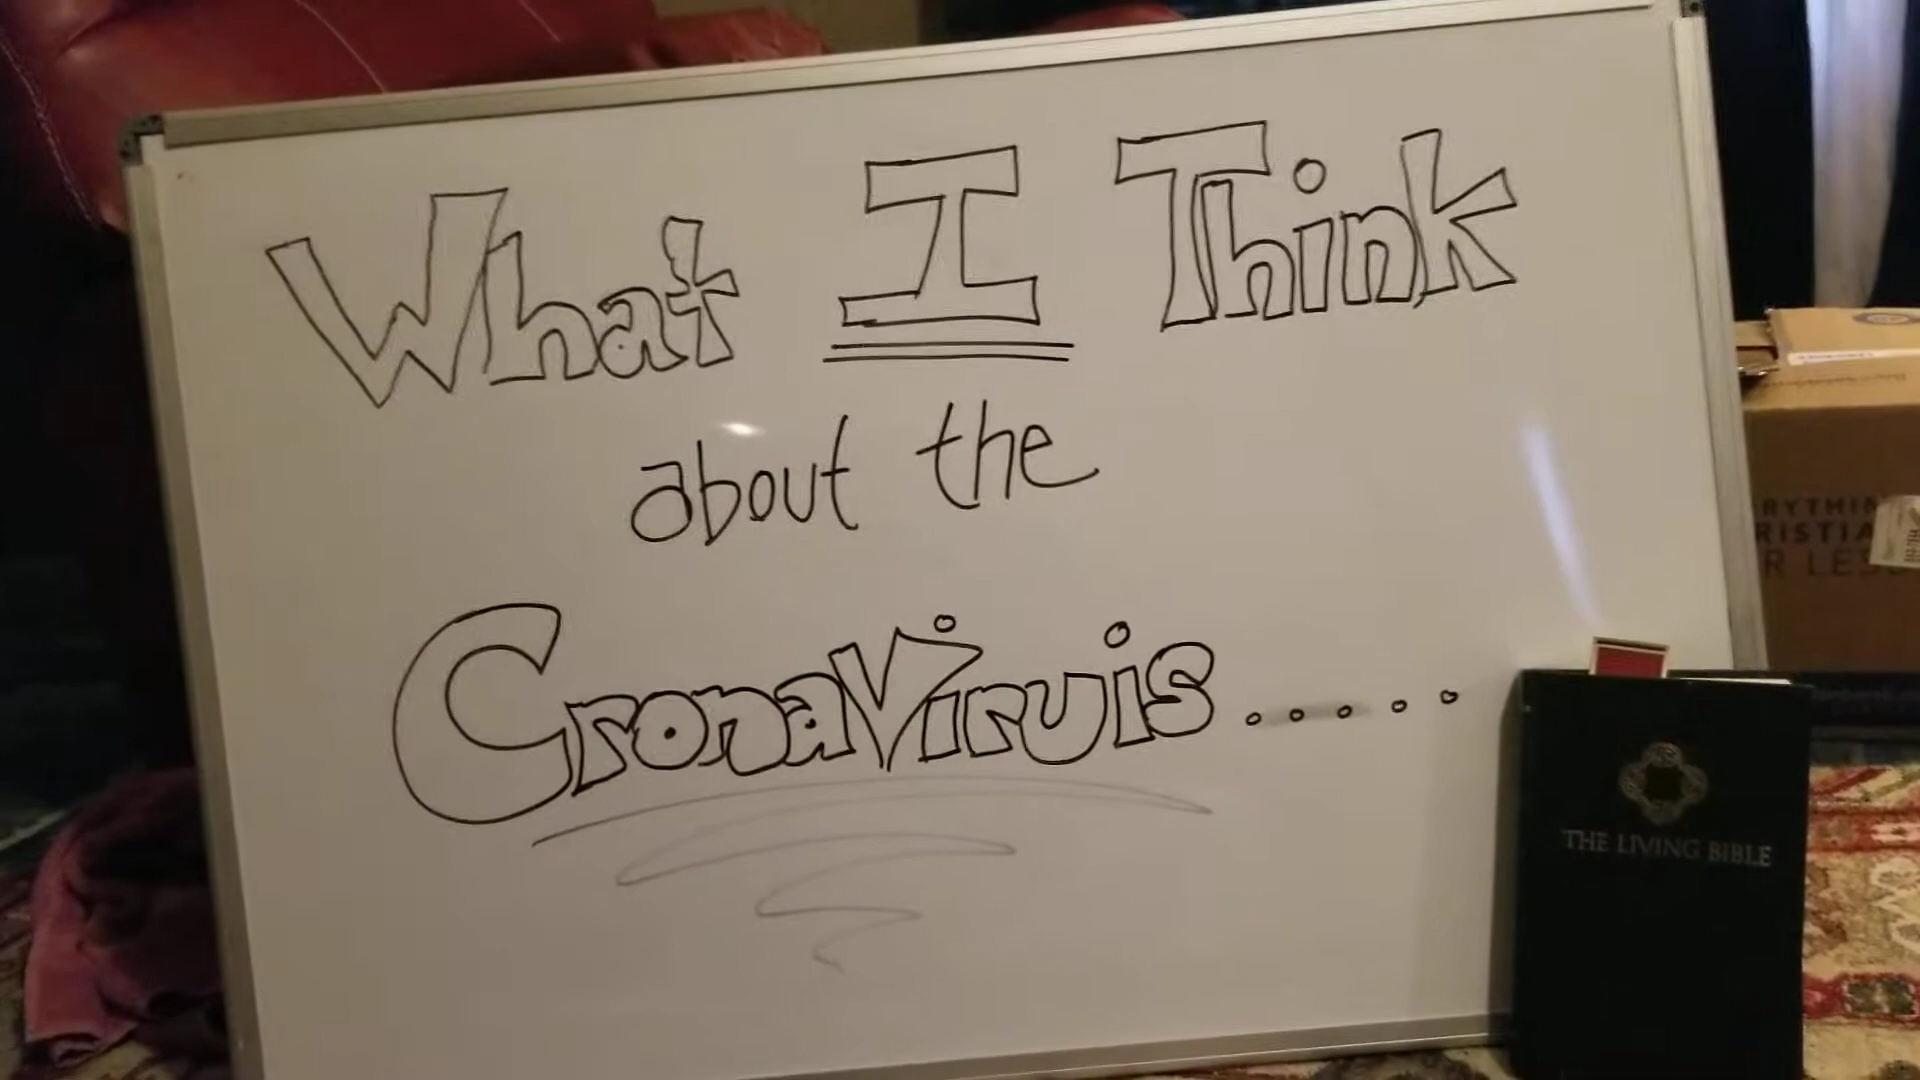 What I Think
about the
CronaViruis.....
THE LIVING BIBLE